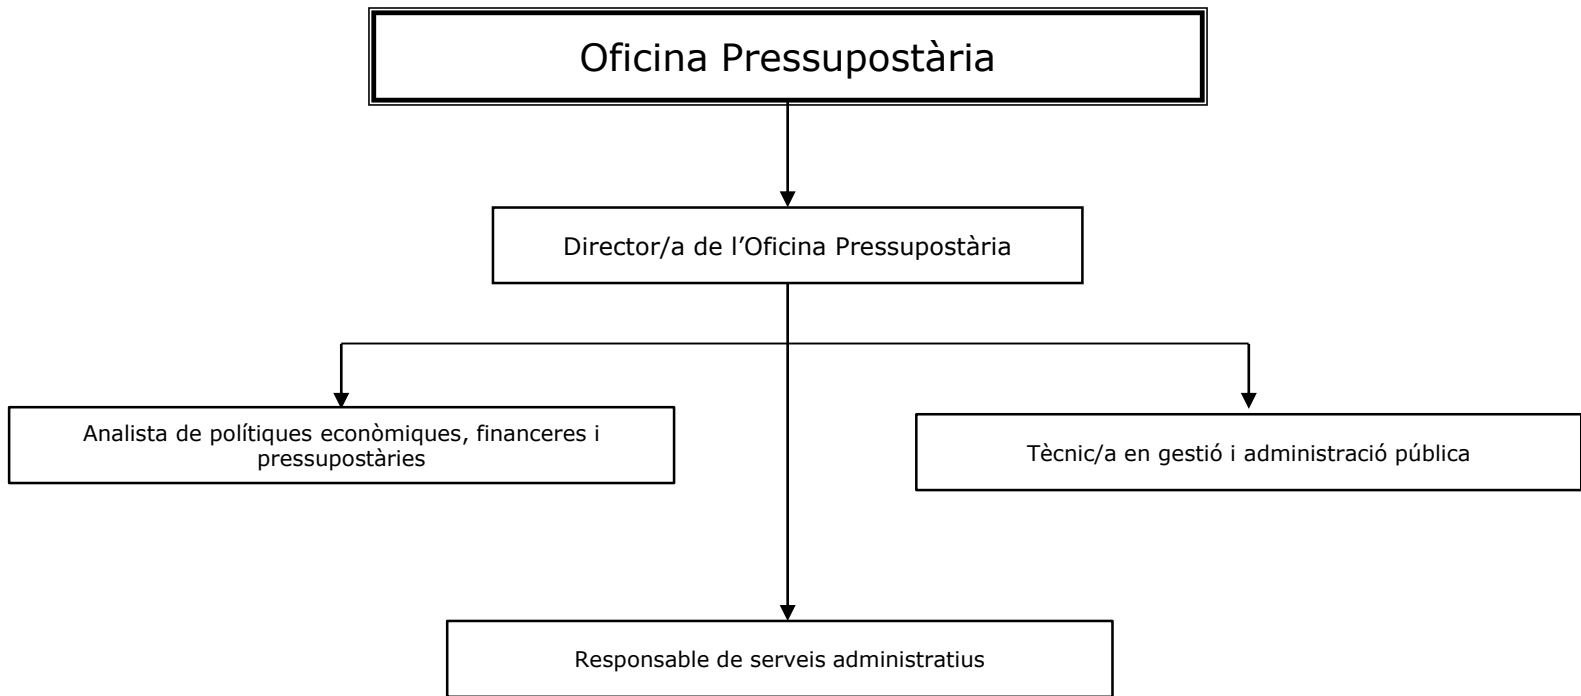 Oficina Pressupostària
Director/a de l’Oficina Pressupostària
Analista de polítiques econòmiques, financeres i
pressupostàries
Tècnic/a en gestió i administració pública
Responsable de serveis administratius